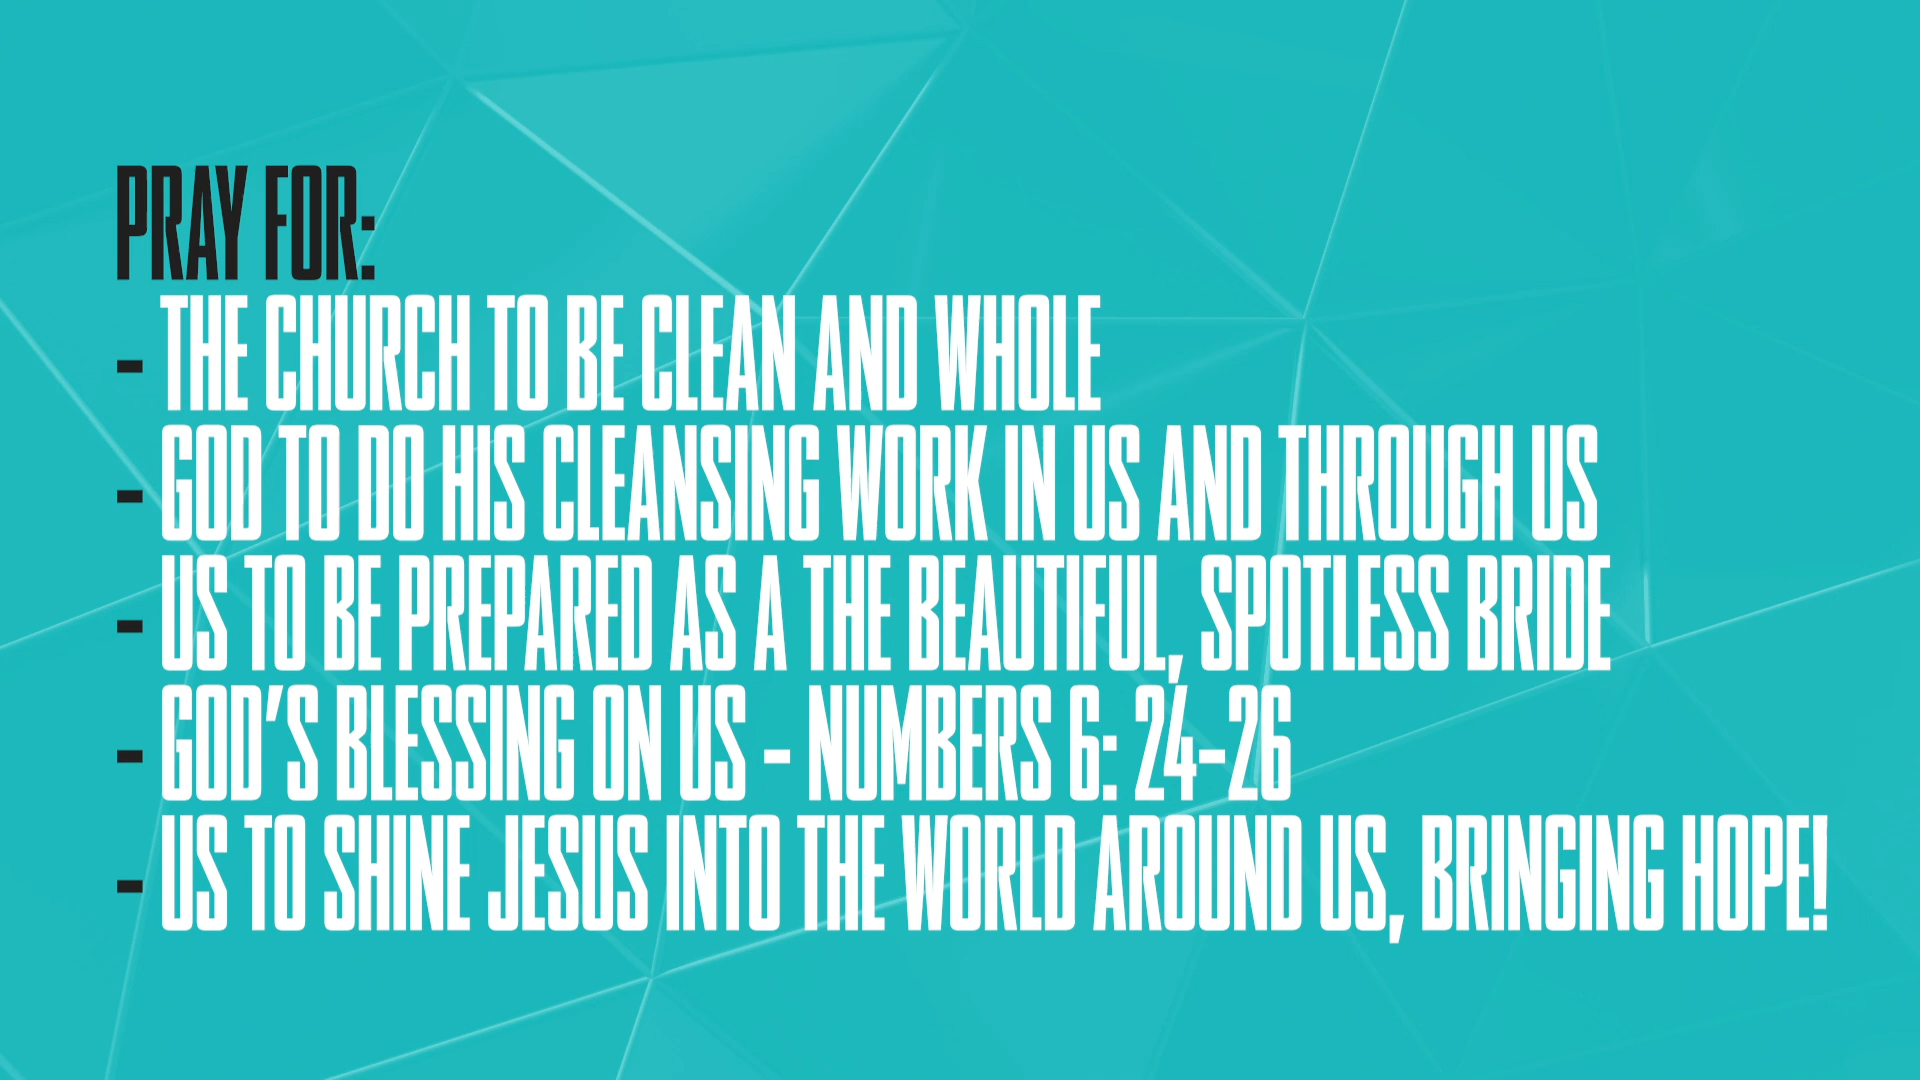 PRAY FOR:
- THE CHURCH TO BE CLEAN AND WHOLE
- GOD TO DO HIS CLEANSING WORK IN US AND THROUGH US
- US TO BE PREPARED AS A THE BEAUTIFUL, SPOTLESS BRIDE
- GOD'S BLESSING ON US - NUMBERS 6: 24-26
- US TO SHINE JESUS INTO THE WORLD AROUND US, BRINGING HOPE!